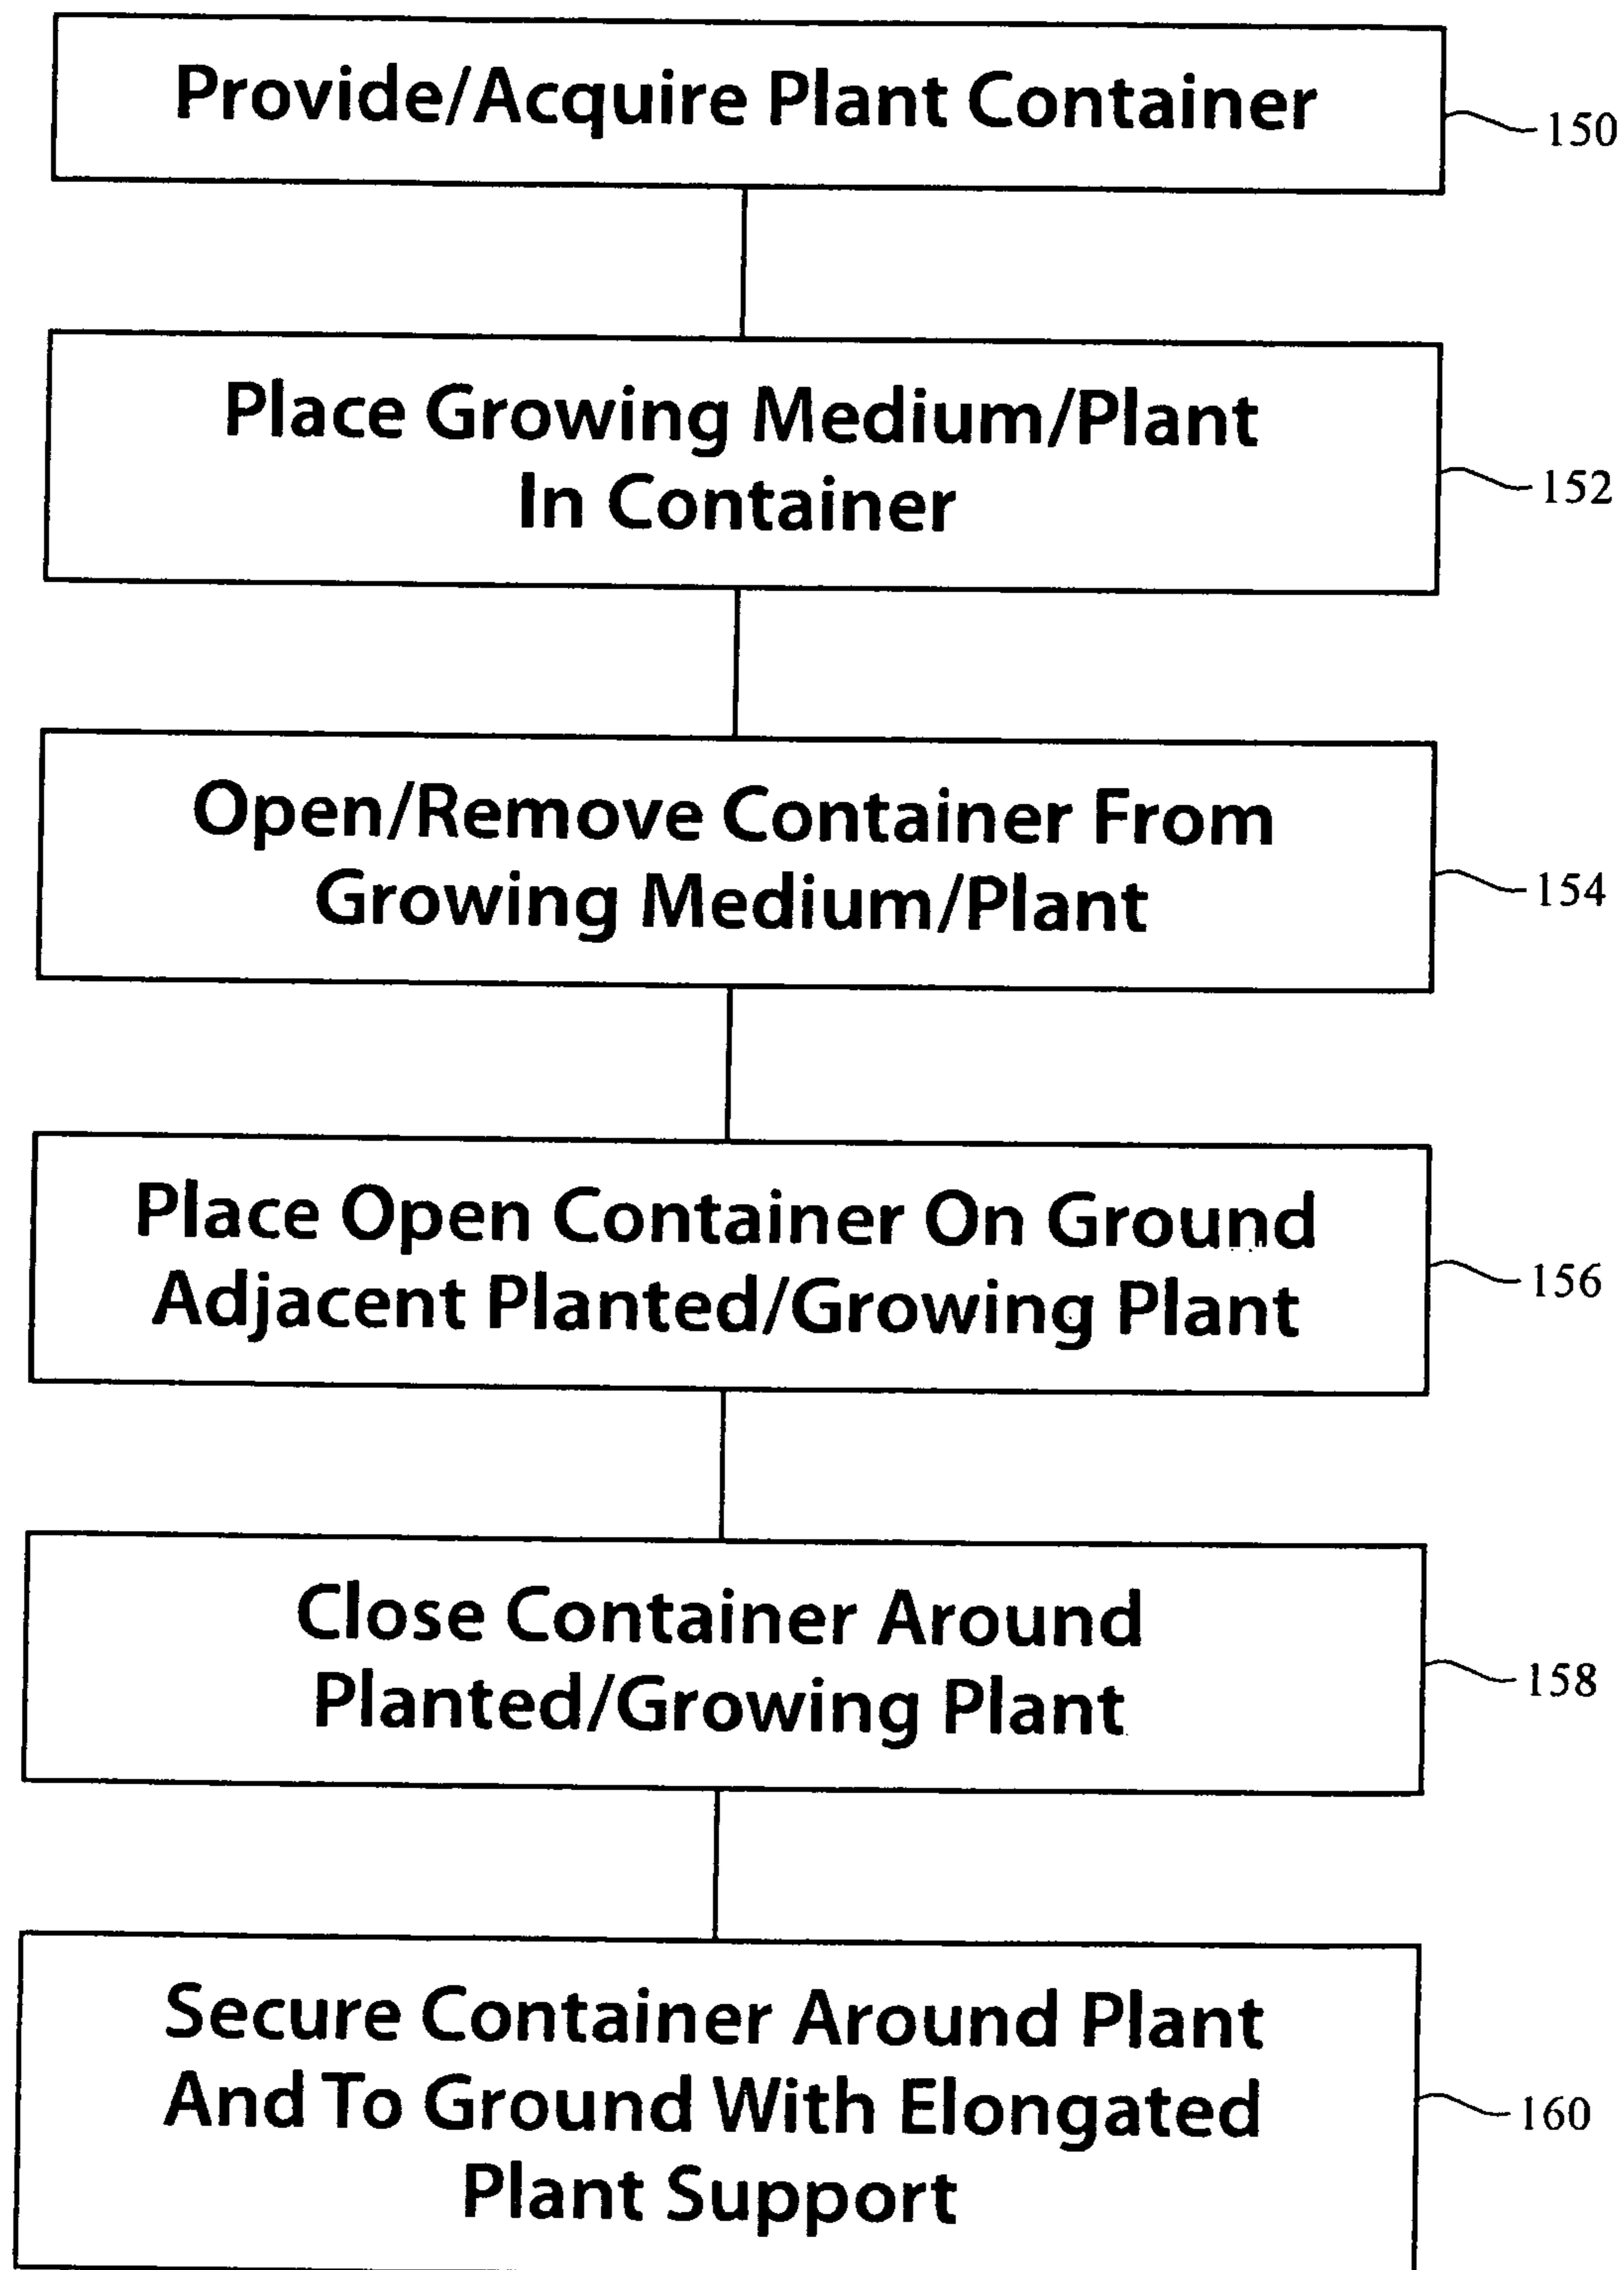 Provide/Acquire Plant Container
150
Place Growing Medium/Plant
In Container
152
Open/Remove Container From
Growing Medium/Plant
154
Place Open Container On Ground
Adjacent Planted/Growing Plant
156
Close Container Around
Planted/Growing Plant
158
Secure Container Around Plant
And To Ground With Elongated
Plant Support
160